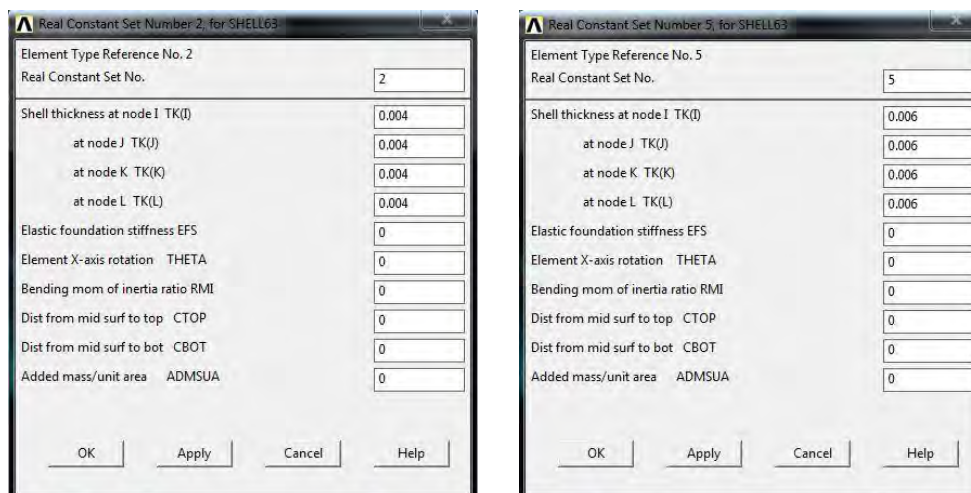 Real Constant Set Number 2, for SHELL63
Element Type Reference No. 2
Real Constant Set No. 2
Shell thickness at node I TK(I) 0.004
at node J TK(J) 0.004
at node K TK(K) 0.004
at node L TK(L) 0.004
Elastic foundation stiffness EFS 0
Element X-axis rotation THETA 0
Bending mom of inertia ratio RMI 0
Dist from mid surf to top CTOP 0
Dist from mid surf to bot CBOT 0
Added mass/unit area ADMSUA 0
OK Apply Cancel Help
Real Constant Set Number 5, for SHELL63
Element Type Reference No. 5
Real Constant Set No. 5
Shell thickness at node I TK(I) 0.006
at node J TK(J) 0.006
at node K TK(K) 0.006
at node L TK(L) 0.006
Elastic foundation stiffness EFS 0
Element X-axis rotation THETA 0
Bending mom of inertia ratio RMI 0
Dist from mid surf to top CTOP 0
Dist from mid surf to bot CBOT 0
Added mass/unit area ADMSUA 0
OK Apply Cancel Help